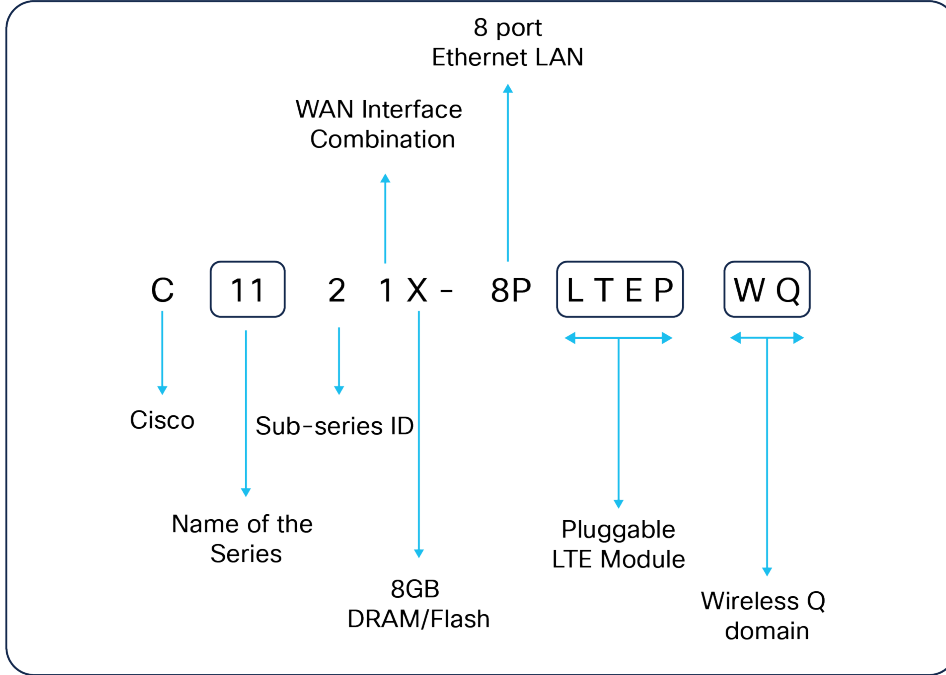 8 port
Ethernet LAN
WAN Interface
Combination
C 11 2 1 X - 8P L T E P W Q
Cisco
Sub-series ID
Name of the
Series
Pluggable
LTE Module
8GB
DRAM/Flash
Wireless Q
domain